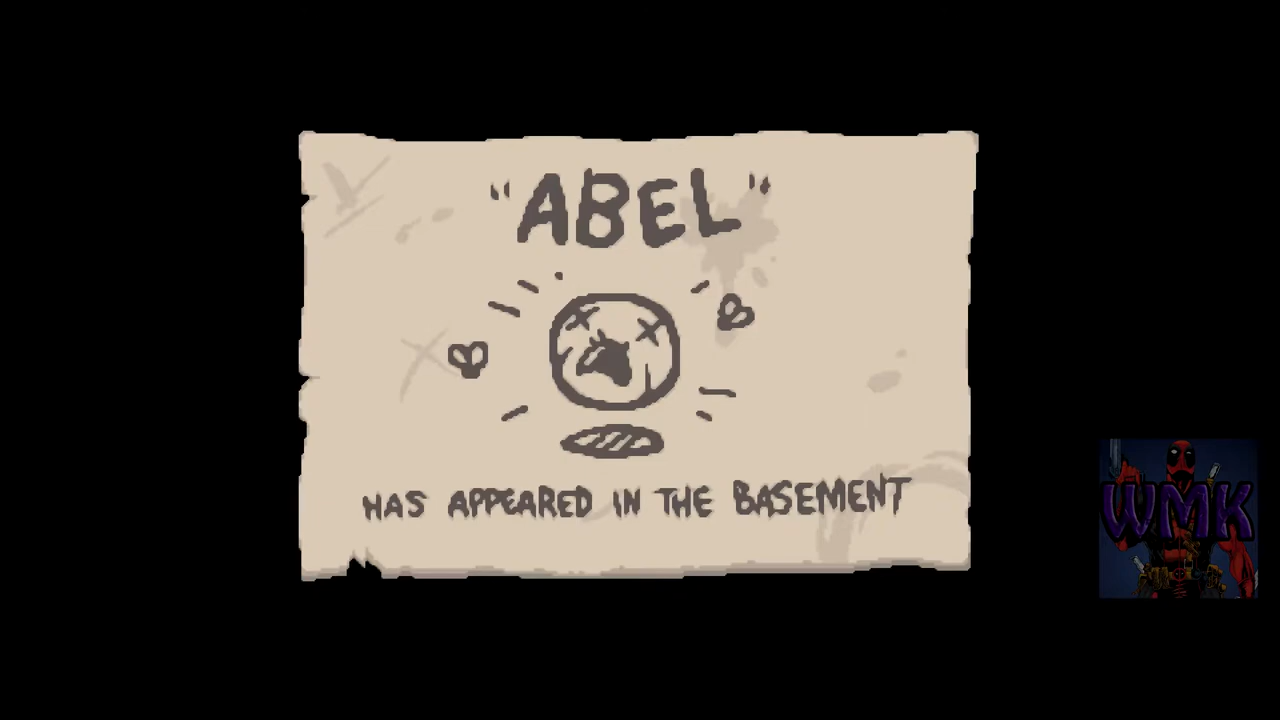 "ABEL"
HAS APPEARED IN THE BASEMENT
WMK